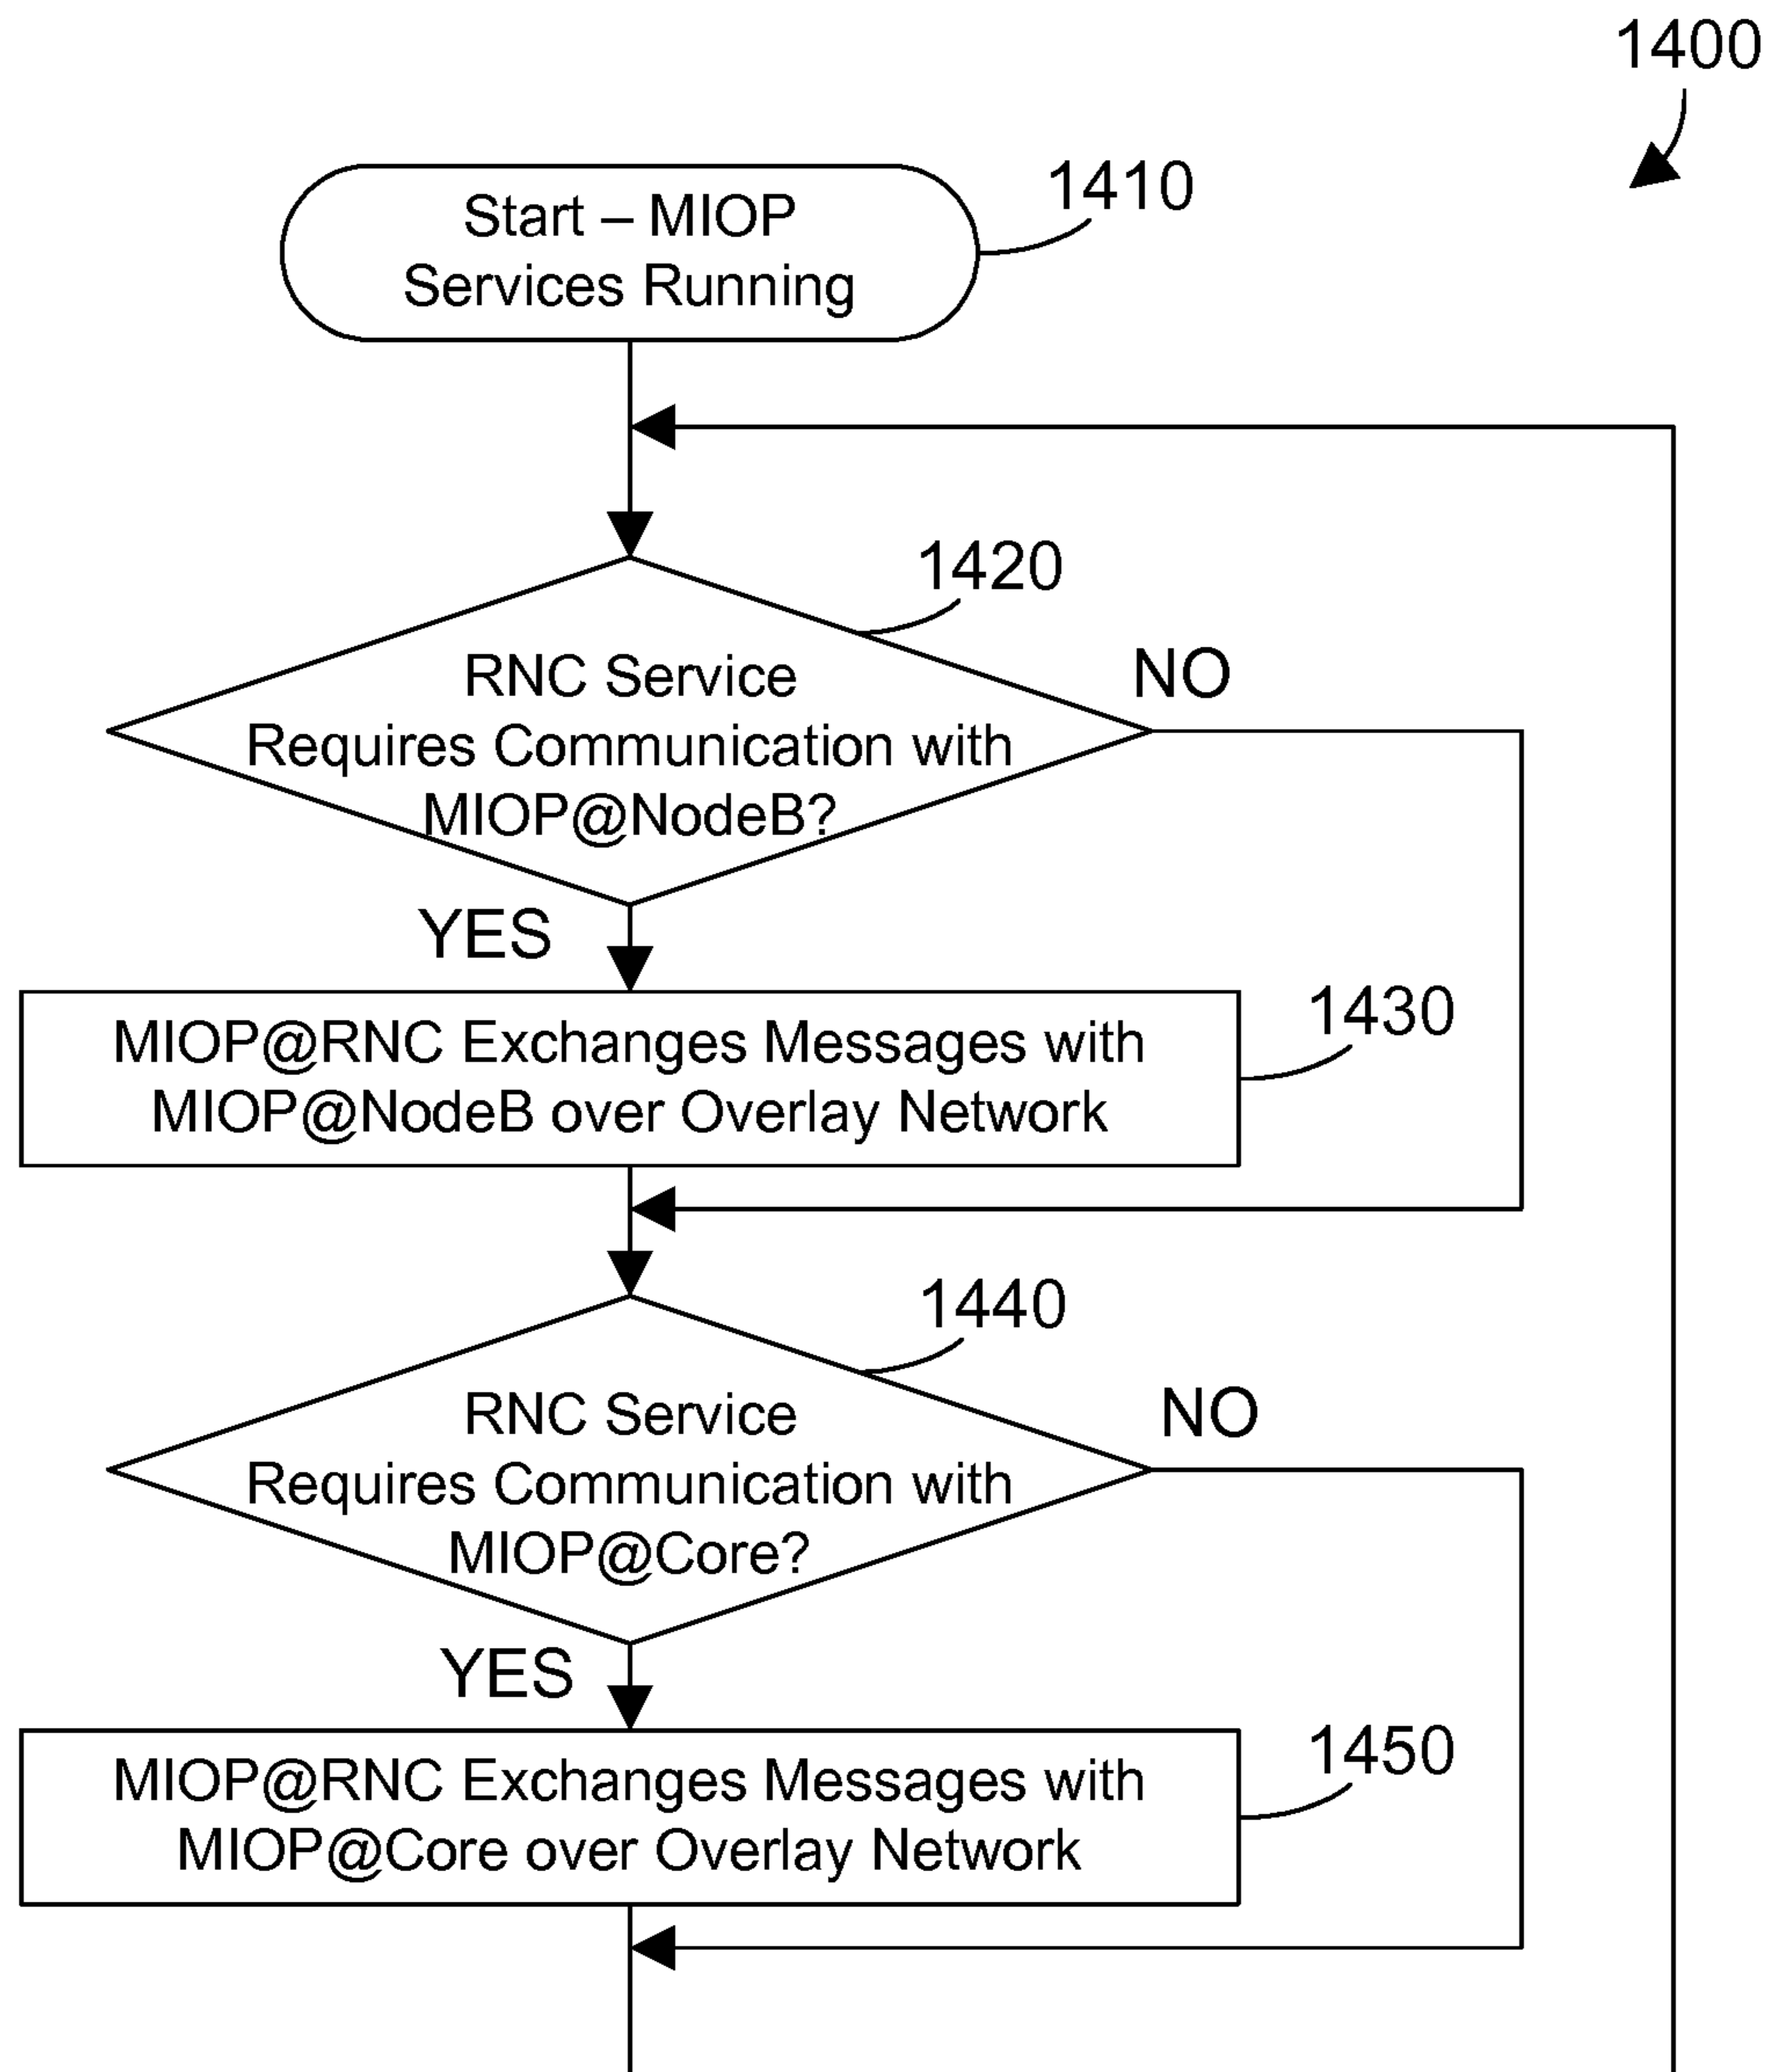 1400
Start – MIOP
Services Running
1410
1420
RNC Service
Requires Communication with
MIOP@NodeB?
NO
YES
MIOP@RNC Exchanges Messages with
MIOP@NodeB over Overlay Network
1430
1440
RNC Service
Requires Communication with
MIOP@Core?
NO
YES
MIOP@RNC Exchanges Messages with
MIOP@Core over Overlay Network
1450